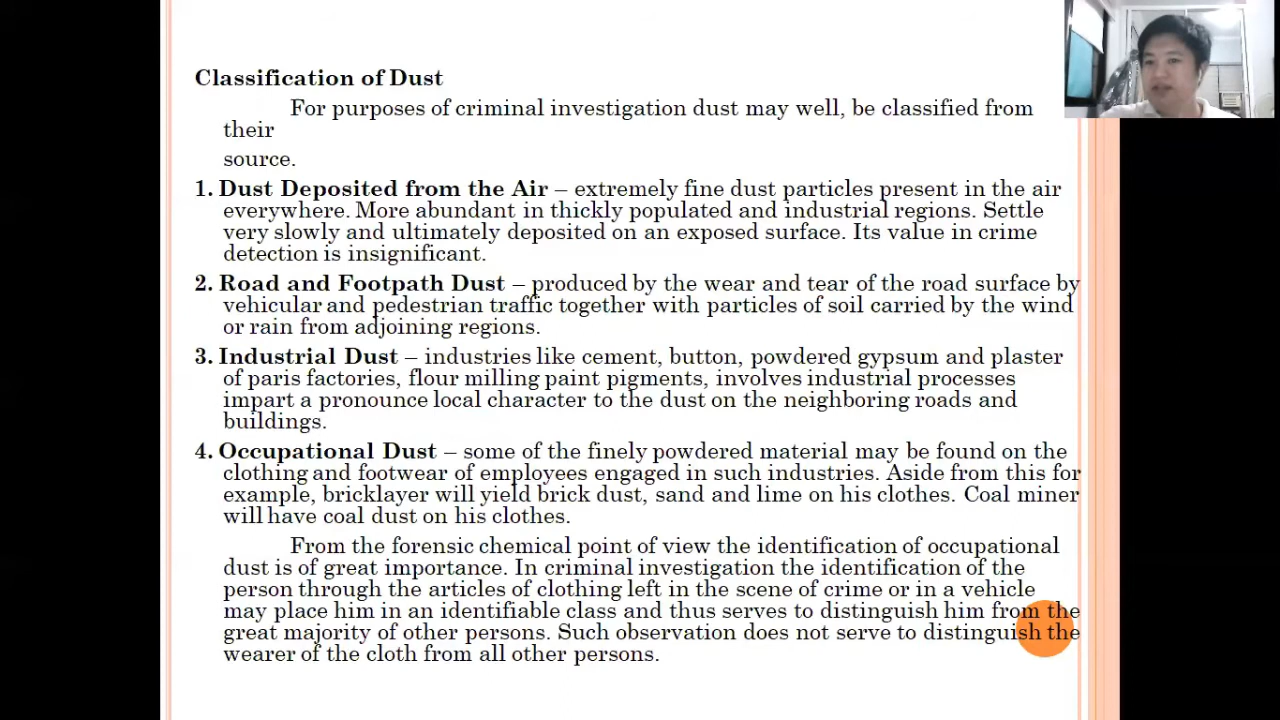 Classification of Dust
For purposes of criminal investigation dust may well, be classified from
their
source.
1. Dust Deposited from the Air – extremely fine dust particles present in the air
everywhere. More abundant in thickly populated and industrial regions. Settle
very slowly and ultimately deposited on an exposed surface. Its value in crime
detection is insignificant.
2. Road and Footpath Dust – produced by the wear and tear of the road surface by
vehicular and pedestrian traffic together with particles of soil carried by the wind
or rain from adjoining regions.
3. Industrial Dust – industries like cement, button, powdered gypsum and plaster
of paris factories, flour milling paint pigments, involves industrial processes
impart a pronounce local character to the dust on the neighboring roads and
buildings.
4. Occupational Dust – some of the finely powdered material may be found on the
clothing and footwear of employees engaged in such industries. Aside from this for
example, bricklayer will yield brick dust, sand and lime on his clothes. Coal miner
will have coal dust on his clothes.
From the forensic chemical point of view the identification of occupational
dust is of great importance. In criminal investigation the identification of the
person through the articles of clothing left in the scene of crime or in a vehicle
may place him in an identifiable class and thus serves to distinguish him from the
great majority of other persons. Such observation does not serve to distinguish the
wearer of the cloth from all other persons.